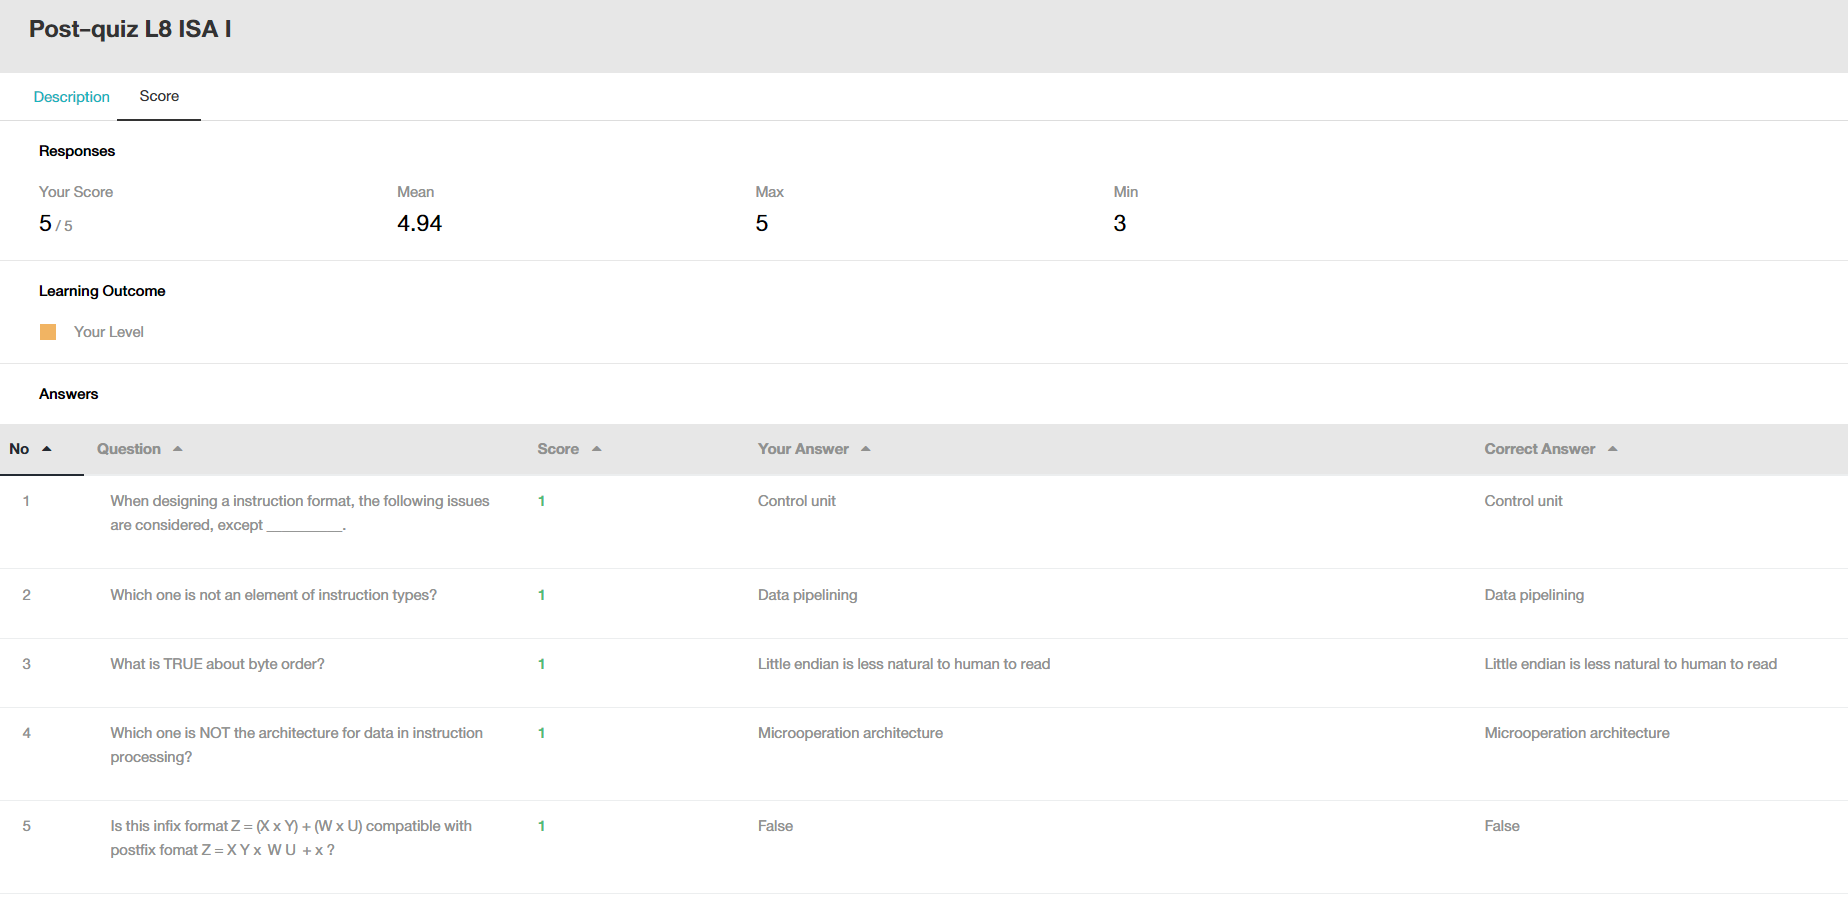 Post-quiz L8 ISA I
Description Score
Responses
Your Score Mean Max Min
5 / 5 4.94 5 3
Learning Outcome
Your Level
Answers
No Question Score Your Answer Correct Answer
1 When designing a instruction format, the following issues 1 Control unit Control unit
are considered, except __________.
2 Which one is not an element of instruction types? 1 Data pipelining Data pipelining
3 What is TRUE about byte order? 1 Little endian is less natural to human to read Little endian is less natural to human to read
4 Which one is NOT the architecture for data in instruction 1 Microoperation architecture Microoperation architecture
processing?
5 Is this infix format Z = (X x Y) + (W x U) compatible with 1 False False
postfix fomat Z = X Y x W U + x ?